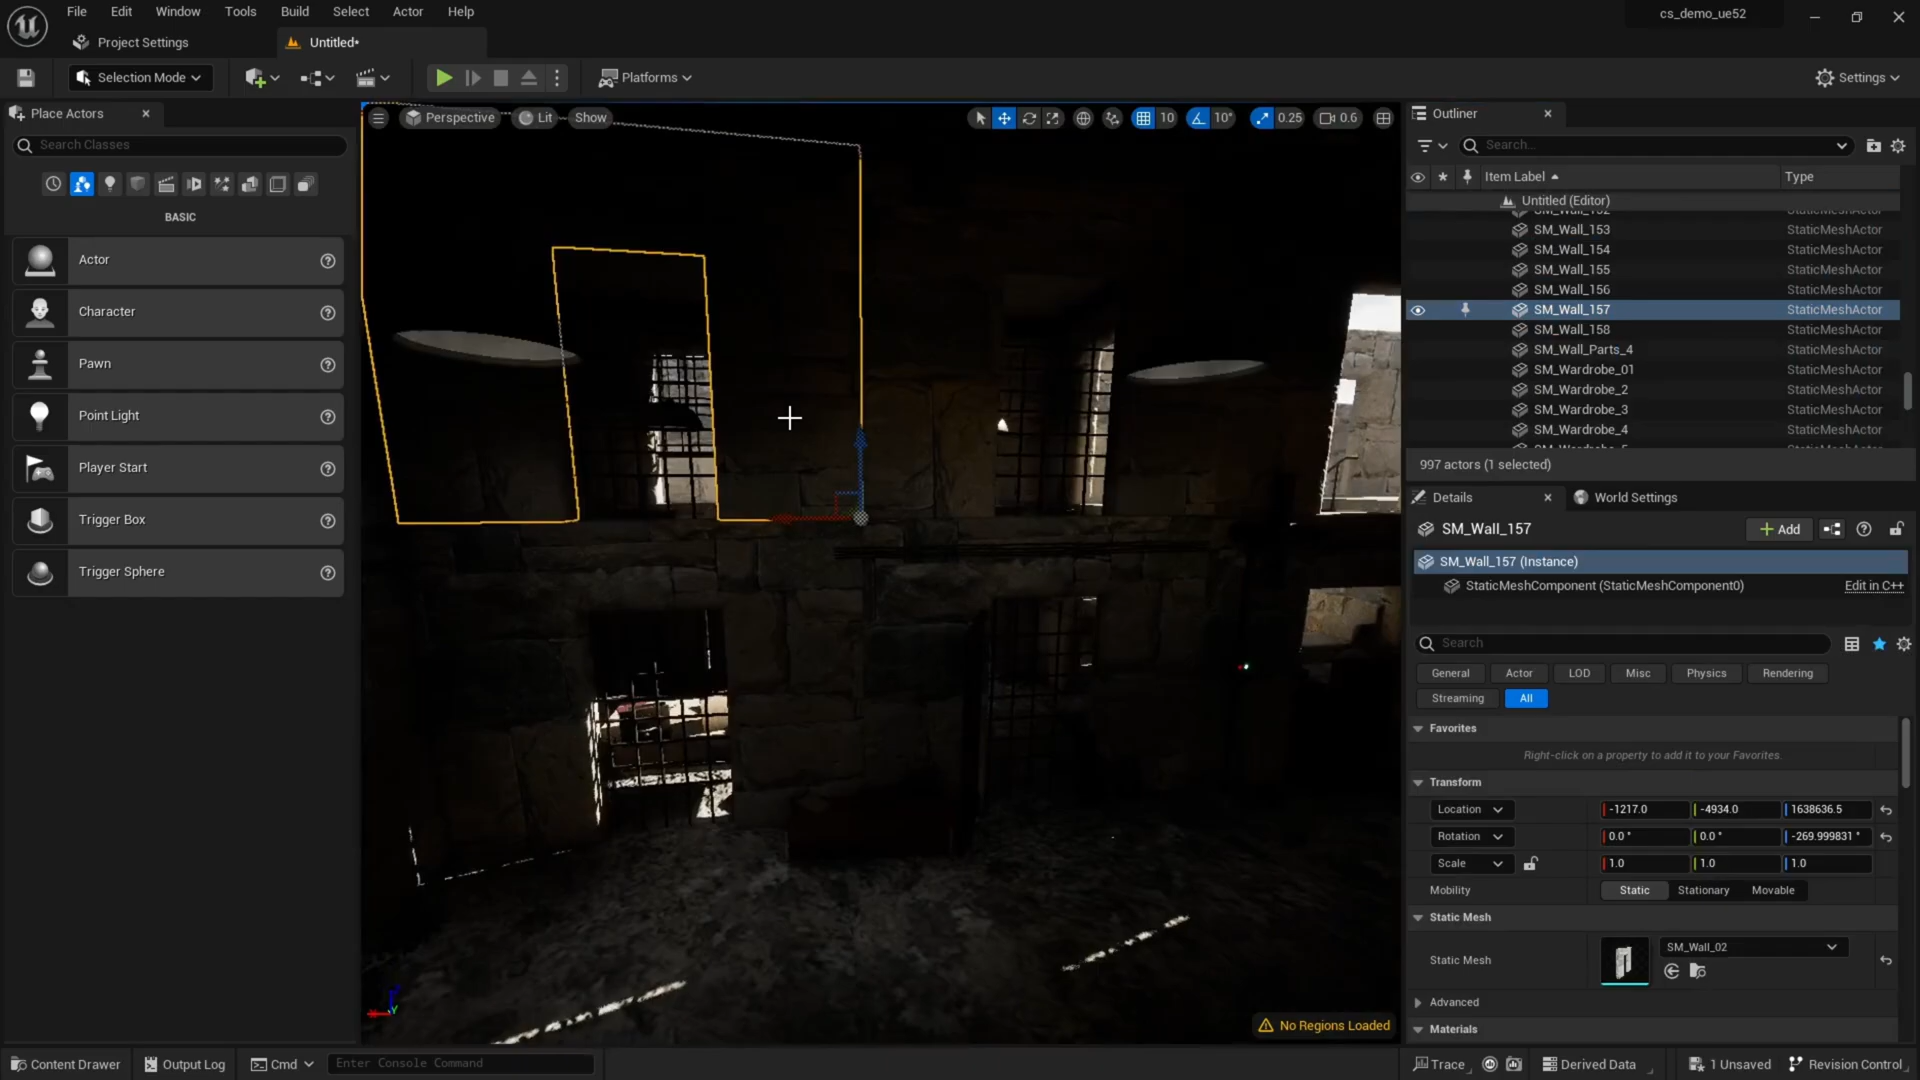 File Edit Window Tools Build Select Actor Help
cs_demo_ue52
Project Settings
Untitled•
Selection Mode
Platforms
Settings
Place Actors
Search Classes
BASIC
Actor
Character
Pawn
Point Light
Player Start
Trigger Box
Trigger Sphere
Perspective
Lit
Show
10
10°
0.25
0.6
No Regions Loaded
Outliner
Search...
Item Label
Type
Untitled (Editor)
SM_Wall_152 StaticMeshActor
SM_Wall_153 StaticMeshActor
SM_Wall_154 StaticMeshActor
SM_Wall_155 StaticMeshActor
SM_Wall_156 StaticMeshActor
SM_Wall_157 StaticMeshActor
SM_Wall_158 StaticMeshActor
SM_Wall_Parts_4 StaticMeshActor
SM_Wardrobe_01 StaticMeshActor
SM_Wardrobe_2 StaticMeshActor
SM_Wardrobe_3 StaticMeshActor
SM_Wardrobe_4 StaticMeshActor
997 actors (1 selected)
Details
World Settings
SM_Wall_157
Add
SM_Wall_157 (Instance)
StaticMeshComponent (StaticMeshComponent0)
Edit in C++
Search
General Actor LOD Misc Physics Rendering
Streaming All
Favorites
Right-click on a property to add it to your Favorites.
Transform
Location -1217.0 -4934.0 1638636.5
Rotation 0.0 ° 0.0 ° -269.999831 °
Scale 1.0 1.0 1.0
Mobility Static Stationary Movable
Static Mesh
Static Mesh SM_Wall_02
Advanced
Materials
Content Drawer Output Log Cmd Enter Console Command
Trace Derived Data 1 Unsaved Revision Control